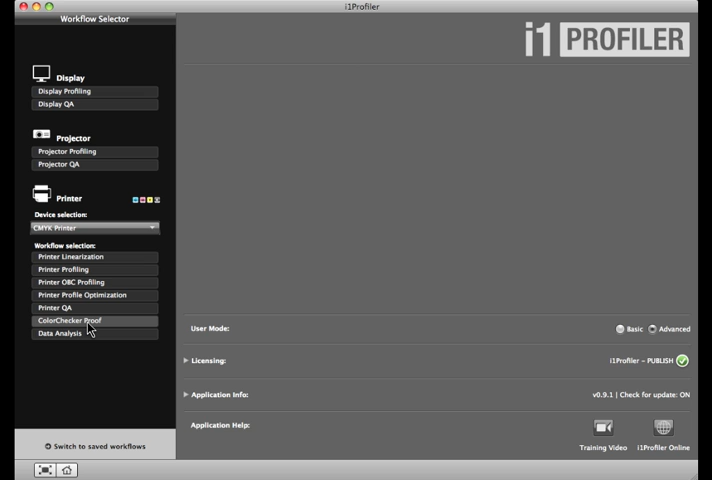 i1Profiler
Workflow Selector
i1 PROFILER
Display
Display Profiling
Display QA
Projector
Projector Profiling
Projector QA
Printer
Device selection:
CMYK Printer
Workflow selection:
Printer Linearization
Printer Profiling
Printer OBC Profiling
Printer Profile Optimization
Printer QA
ColorChecker Proof
Data Analysis
Switch to saved workflows
User Mode: Basic Advanced
Licensing: i1Profiler - PUBLISH
Application Info: v0.9.1 | Check for update: ON
Application Help:
Training Video i1Profiler Online